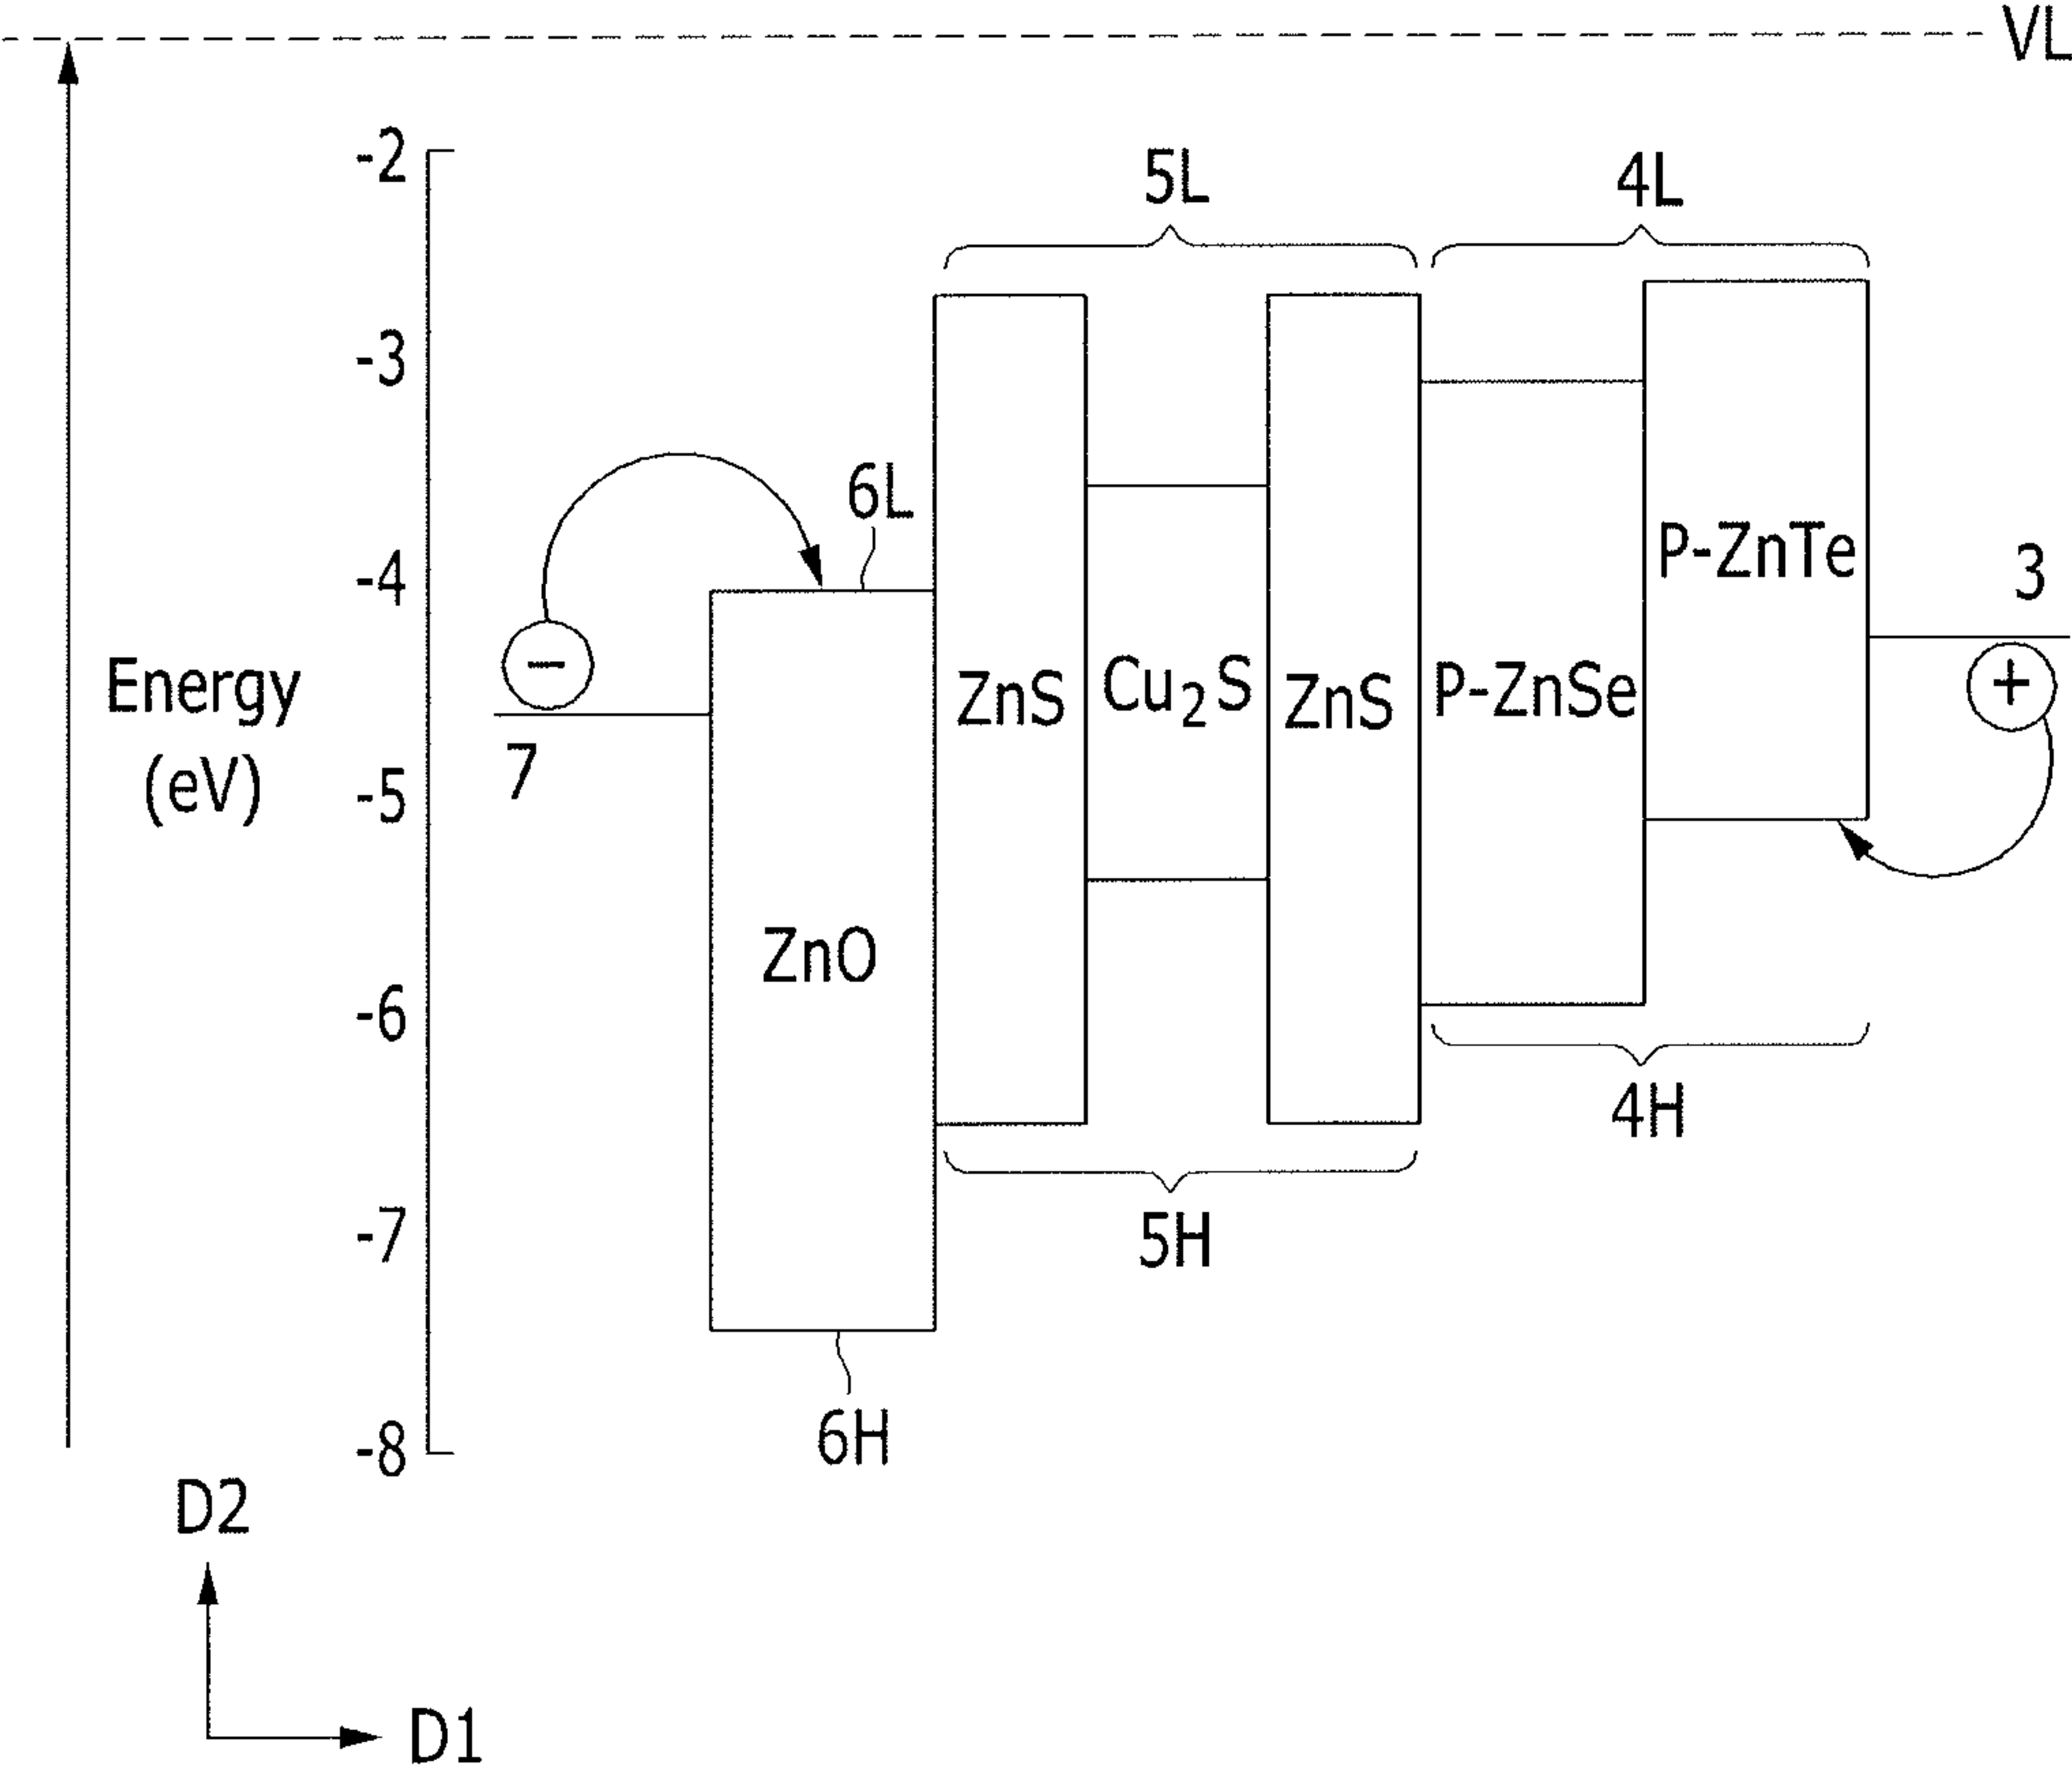 VL
-2
5L
4L
-3
6L
-4
P-ZnTe
3
Energy
(eV)
−
ZnS
Cu₂S
ZnS
P-ZnSe
+
7
-5
ZnO
-6
4H
-7
5H
-8
6H
D2
D1